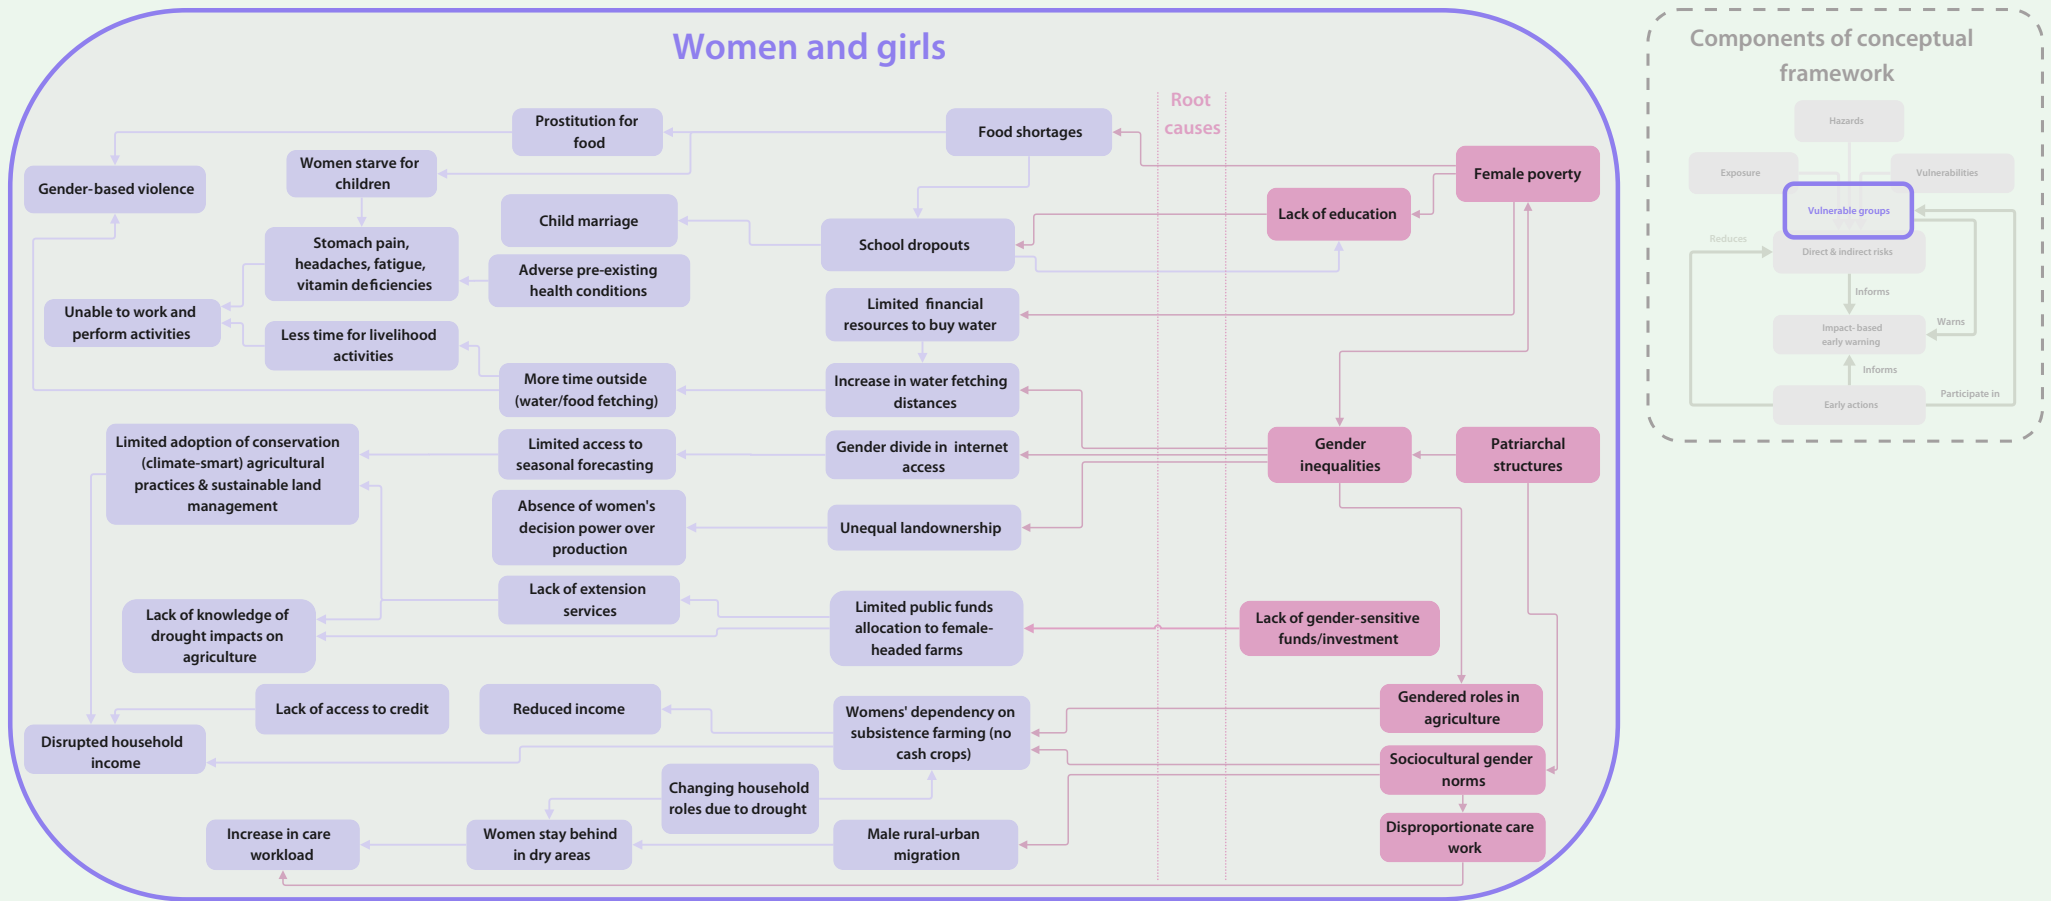 Women and girls
Root
causes
Prostitution for
food
Food shortages
Female poverty
Women starve for
children
Gender-based violence
Child marriage
Lack of education
School dropouts
Stomach pain,
headaches, fatigue,
vitamin deficiencies
Adverse pre-existing
health conditions
Unable to work and
perform activities
Limited financial
resources to buy water
Less time for livelihood
activities
More time outside
(water/food fetching)
Increase in water fetching
distances
Limited adoption of conservation
(climate-smart) agricultural
practices & sustainable land
management
Limited access to
seasonal forecasting
Gender divide in internet
access
Gender
inequalities
Patriarchal
structures
Absence of women's
decision power over
production
Unequal landownership
Lack of extension
services
Lack of knowledge of
drought impacts on
agriculture
Limited public funds
allocation to female-
headed farms
Lack of gender-sensitive
funds/investment
Lack of access to credit
Reduced income
Womens' dependency on
subsistence farming (no
cash crops)
Gendered roles in
agriculture
Disrupted household
income
Sociocultural gender
norms
Changing household
roles due to drought
Increase in care
workload
Women stay behind
in dry areas
Male rural-urban
migration
Disproportionate care
work
Components of conceptual
framework
Hazards
Exposure
Vulnerabilities
Vulnerable groups
Reduces
Direct & indirect risks
Informs
Impact- based
early warning
Warns
Informs
Participate in
Early actions